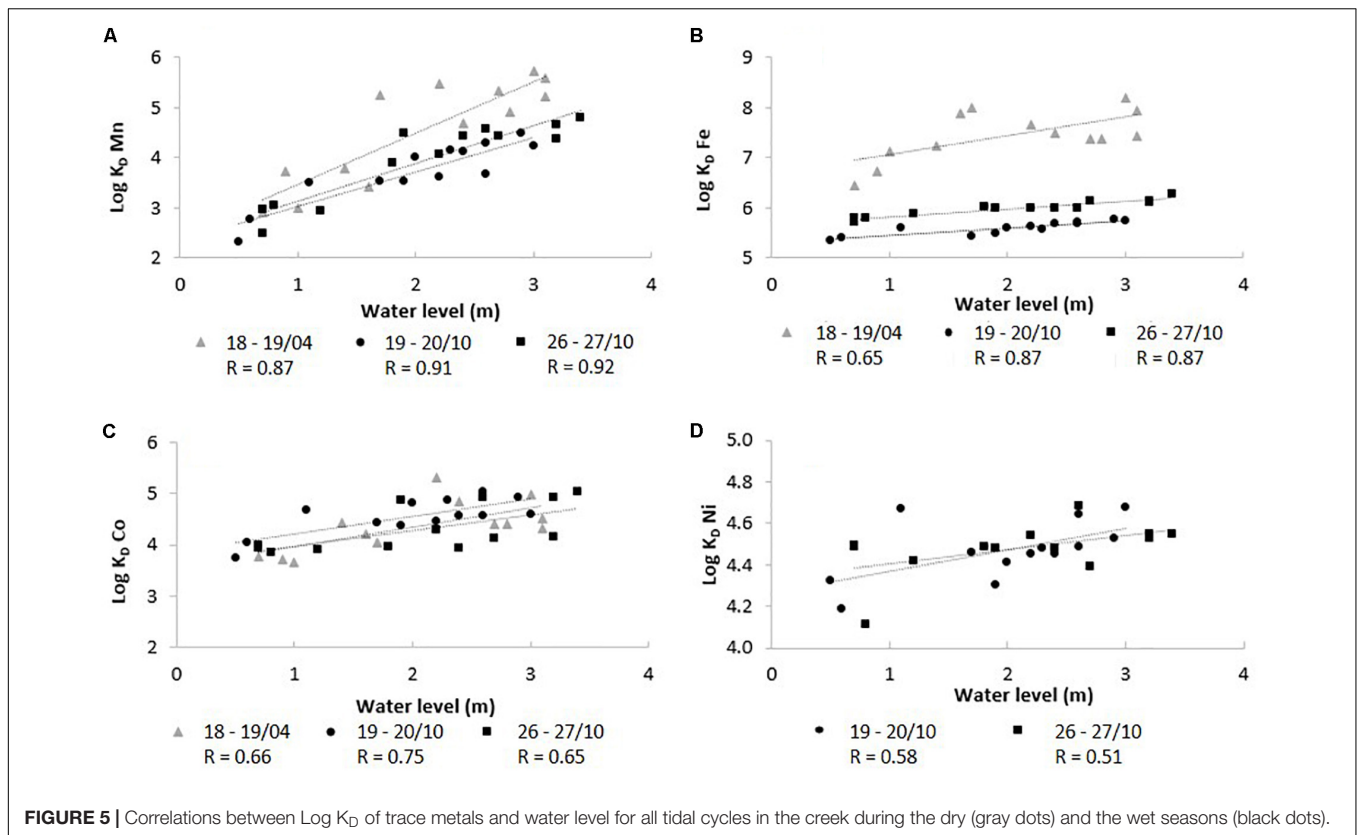 A
Log KD Mn
6
5
4
3
2
0 1 2 3 4
Water level (m)
18 - 19/04 19 - 20/10 26 - 27/10
R = 0.87 R = 0.91 R = 0.92
B
Log KD Fe
9
8
7
6
5
0 1 2 3 4
Water level (m)
18 - 19/04 19 - 20/10 26 - 27/10
R = 0.65 R = 0.87 R = 0.87
C
Log KD Co
6
5
4
3
2
0 1 2 3 4
Water level (m)
18 - 19/04 19 - 20/10 26 - 27/10
R = 0.66 R = 0.75 R = 0.65
D
Log KD Ni
5.0
4.8
4.6
4.4
4.2
4.0
0 1 2 3 4
Water level (m)
19 - 20/10 26 - 27/10
R = 0.58 R = 0.51
FIGURE 5 | Correlations between Log KD of trace metals and water level for all tidal cycles in the creek during the dry (gray dots) and the wet seasons (black dots).